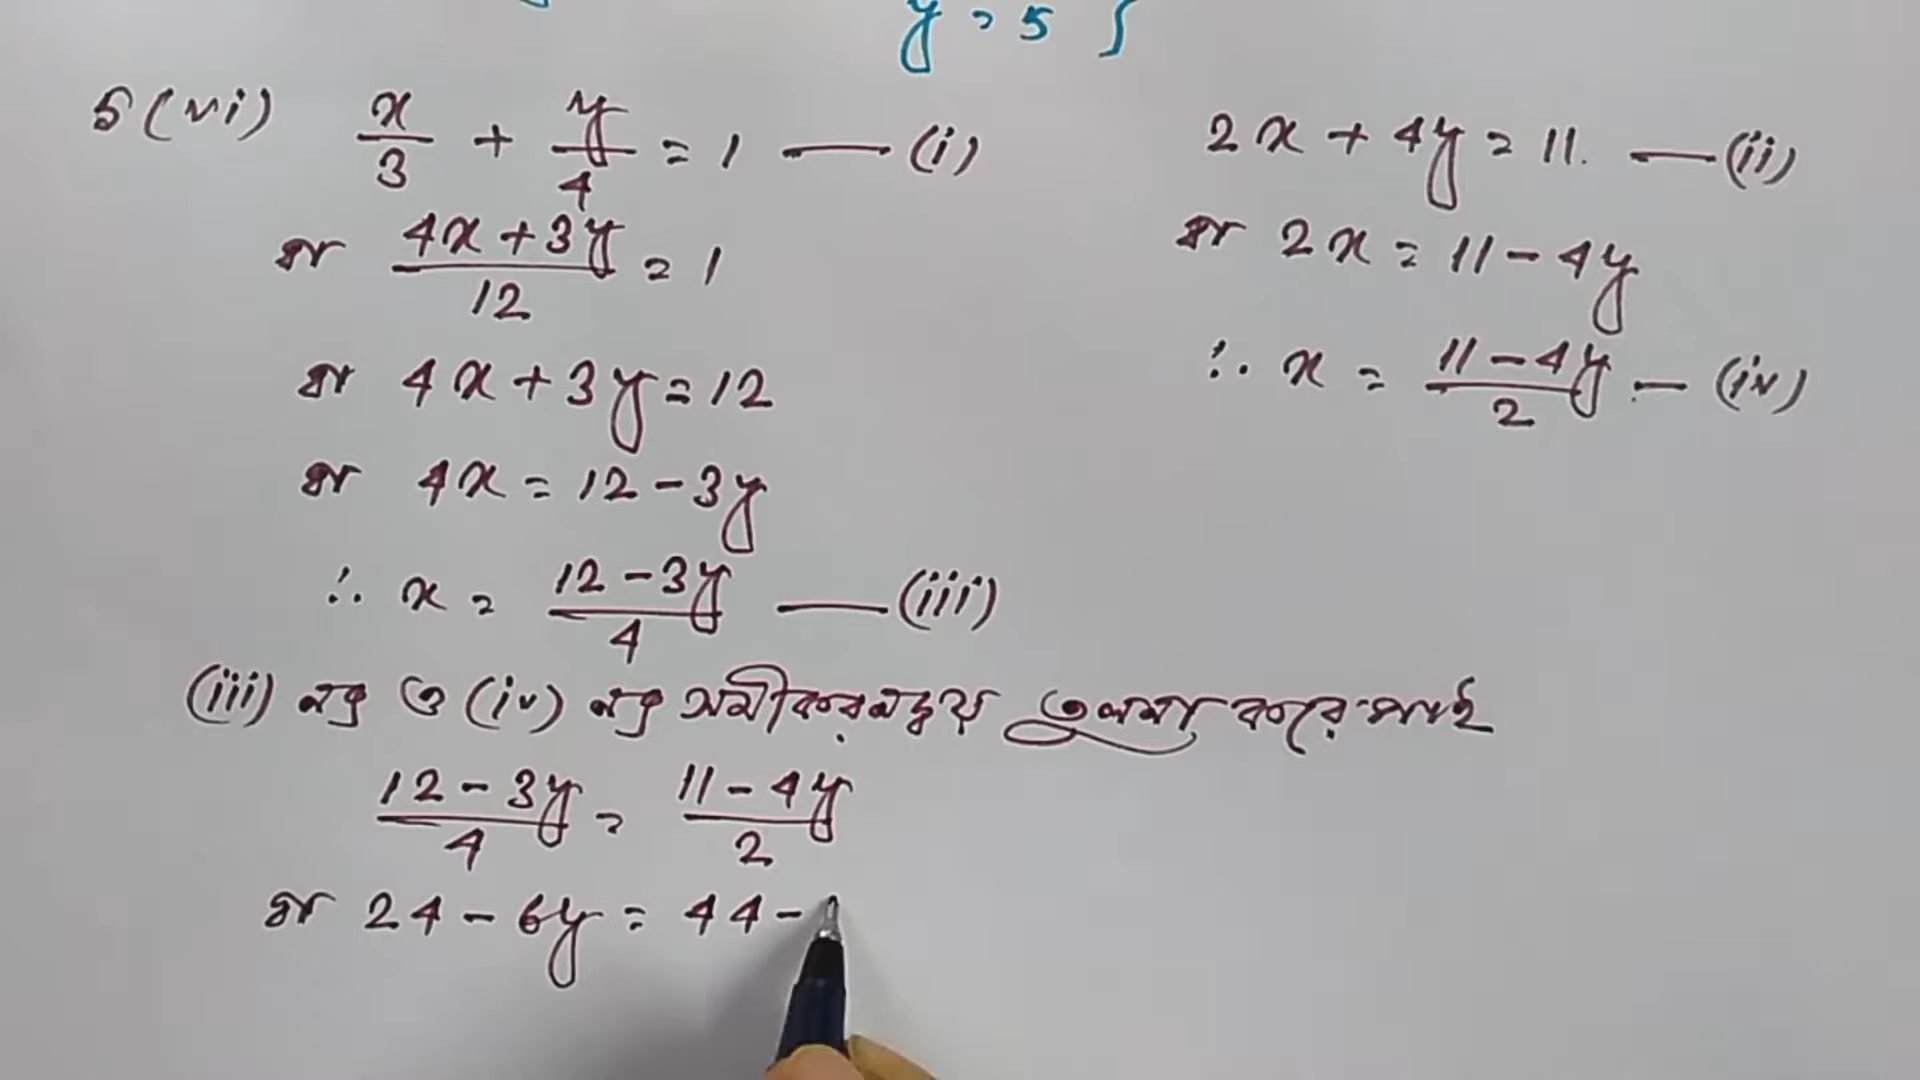 y = 5 }
5(vi) x/3 + y/4 = 1 — (i)
বা (4x + 3y)/12 = 1
বা 4x + 3y = 12
বা 4x = 12 - 3y
∴ x = (12 - 3y)/4 — (iii)
2x + 4y = 11. — (ii)
বা 2x = 11 - 4y
∴ x = (11 - 4y)/2 — (iv)
(iii) নং ও (iv) নং সমীকরণদ্বয় তুলনা করে পাই
(12 - 3y)/4 = (11 - 4y)/2
বা 24 - 6y = 44 -